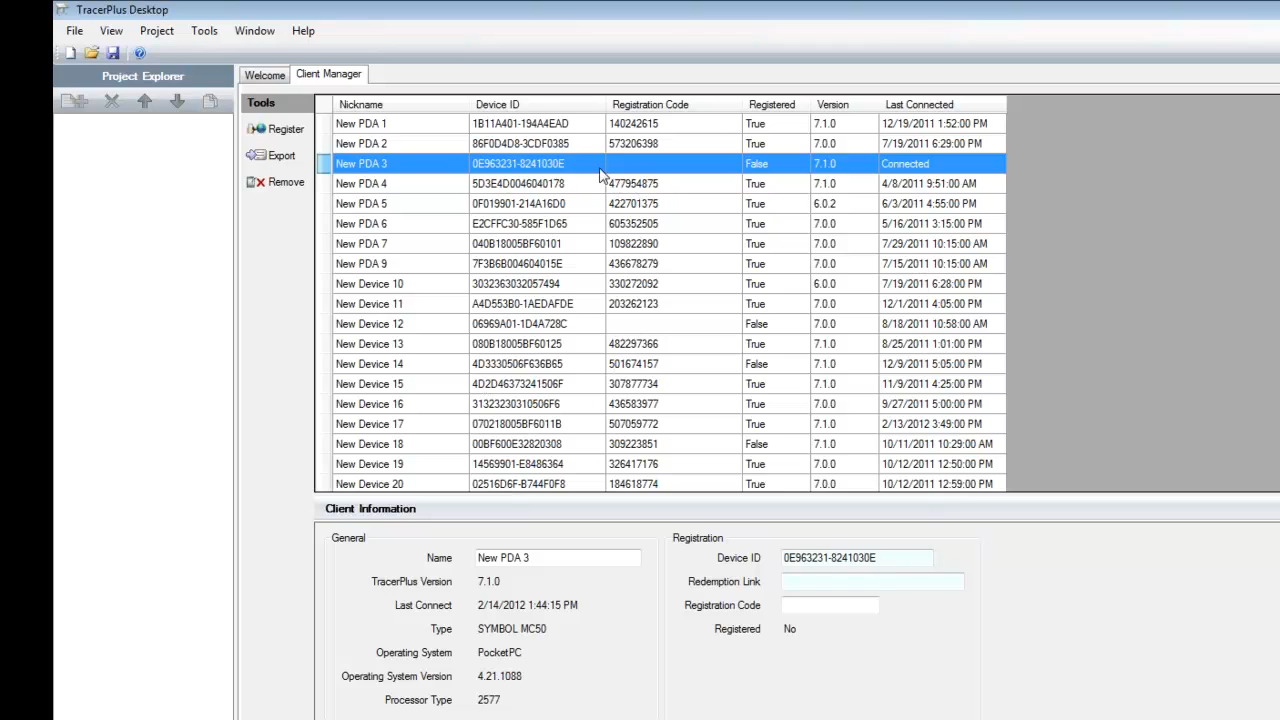 TracerPlus Desktop
File View Project Tools Window Help
Project Explorer
Welcome Client Manager
Tools
Register
Export
Remove
Nickname Device ID Registration Code Registered Version Last Connected
New PDA 1 1B11A401-194A4EAD 140242615 True 7.1.0 12/19/2011 1:52:00 PM
New PDA 2 86F0D4D8-3CDF0385 573206398 True 7.0.0 7/19/2011 6:29:00 PM
New PDA 3 0E963231-8241030E False 7.1.0 Connected
New PDA 4 5D3E4D0046040178 477954875 True 7.1.0 4/8/2011 9:51:00 AM
New PDA 5 0F019901-214A16D0 422701375 True 6.0.2 6/3/2011 4:55:00 PM
New PDA 6 E2CFFC30-585F1D65 605352505 True 7.0.0 5/16/2011 3:15:00 PM
New PDA 7 040B18005BF60101 109822890 True 7.0.0 7/29/2011 10:15:00 AM
New PDA 9 7F3B6B004604015E 436678279 True 7.0.0 7/15/2011 10:15:00 AM
New Device 10 3032363032057494 330272092 True 6.0.0 7/19/2011 6:28:00 PM
New Device 11 A4D553B0-1AEDAFDE 203262123 True 7.0.0 12/1/2011 4:05:00 PM
New Device 12 06969A01-1D4A728C False 7.0.0 8/18/2011 10:58:00 AM
New Device 13 080B18005BF60125 482297366 True 7.1.0 8/25/2011 1:01:00 PM
New Device 14 4D3330506F636B65 501674157 False 7.1.0 12/9/2011 5:05:00 PM
New Device 15 4D2D46373241506F 307877734 True 7.1.0 11/9/2011 4:25:00 PM
New Device 16 31323230310506F6 436583977 True 7.0.0 9/27/2011 5:00:00 PM
New Device 17 070218005BF6011B 507059772 True 7.1.0 2/13/2012 3:49:00 PM
New Device 18 00BF600E32820308 309223851 False 7.1.0 10/11/2011 10:29:00 AM
New Device 19 14569901-E8486364 326417176 True 7.0.0 10/12/2011 12:50:00 PM
New Device 20 02516D6F-B744F0F8 184618774 True 7.0.0 10/12/2011 12:59:00 PM
Client Information
General
Name New PDA 3
TracerPlus Version 7.1.0
Last Connect 2/14/2012 1:44:15 PM
Type SYMBOL MC50
Operating System PocketPC
Operating System Version 4.21.1088
Processor Type 2577
Registration
Device ID 0E963231-8241030E
Redemption Link
Registration Code
Registered No